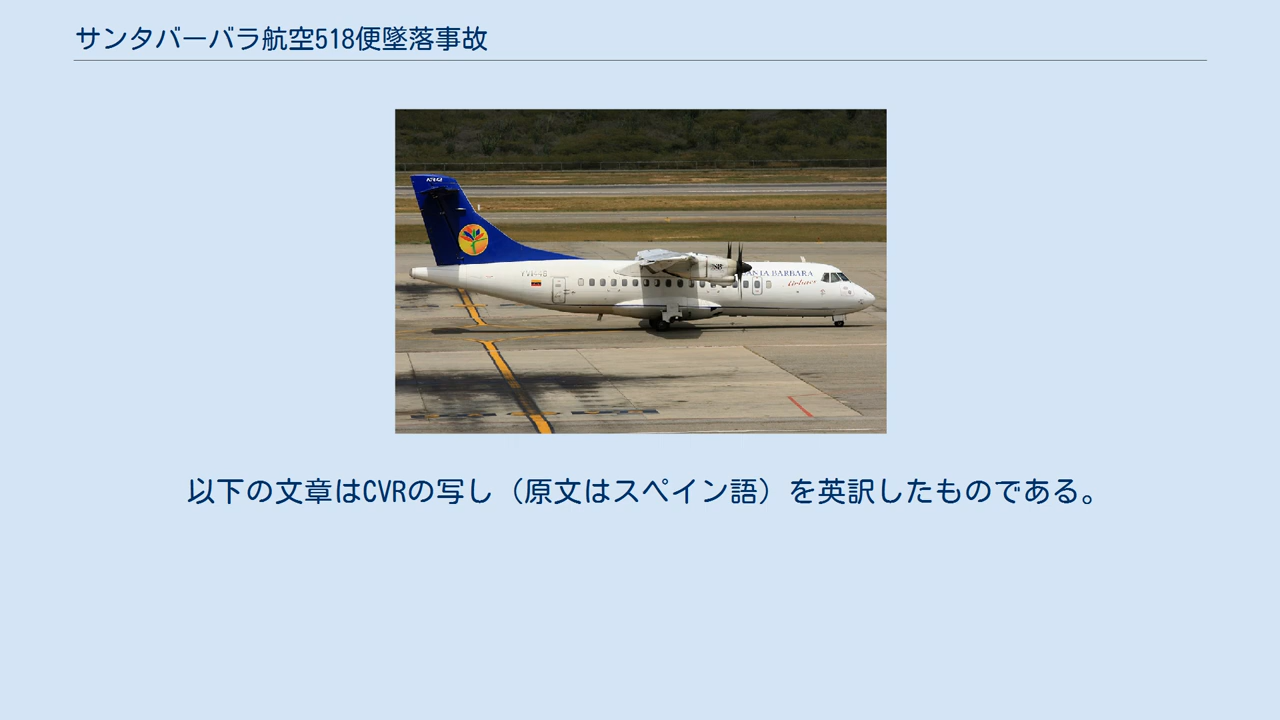 サンタバーバラ航空518便墜落事故
以下の文章はCVRの写し（原文はスペイン語）を英訳したものである。